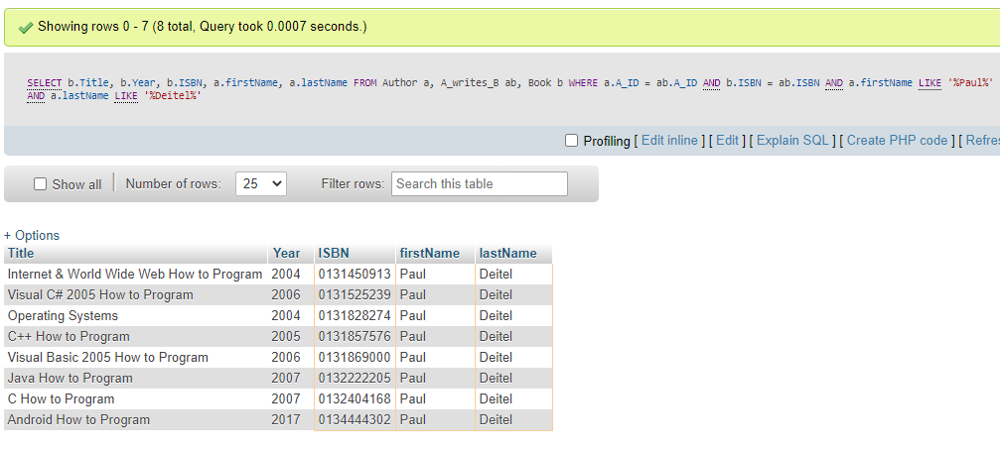 Showing rows 0 - 7 (8 total, Query took 0.0007 seconds.)
SELECT b.Title, b.Year, b.ISBN, a.firstName, a.lastName FROM Author a, A_writes_B ab, Book b WHERE a.A_ID = ab.A_ID AND b.ISBN = ab.ISBN AND a.firstName LIKE '%Paul%'
AND a.lastName LIKE '%Deitel%'
Profiling [ Edit inline ] [ Edit ] [ Explain SQL ] [ Create PHP code ] [ Refre
Show all Number of rows: 25 Filter rows: Search this table
+ Options
Title Year ISBN firstName lastName
Internet & World Wide Web How to Program 2004 0131450913 Paul Deitel
Visual C# 2005 How to Program 2006 0131525239 Paul Deitel
Operating Systems 2004 0131828274 Paul Deitel
C++ How to Program 2005 0131857576 Paul Deitel
Visual Basic 2005 How to Program 2006 0131869000 Paul Deitel
Java How to Program 2007 0132222205 Paul Deitel
C How to Program 2007 0132404168 Paul Deitel
Android How to Program 2017 0134444302 Paul Deitel